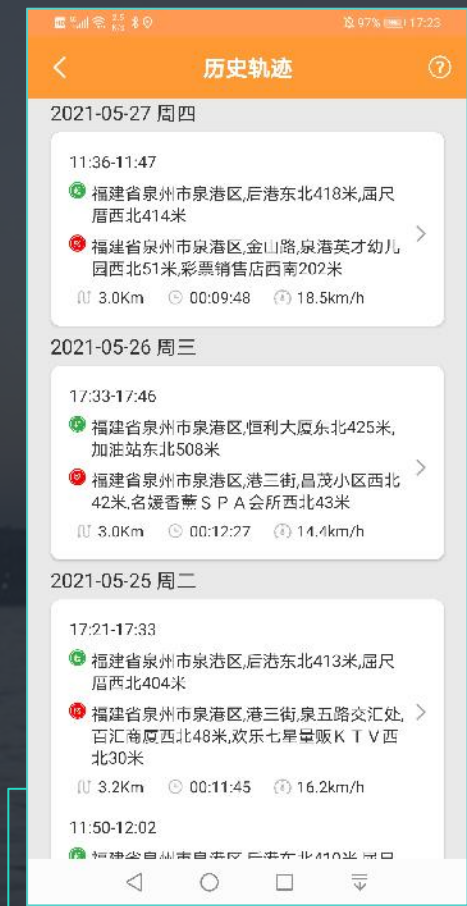 HD 2.5 K/s 97% 17:23
历史轨迹 ?
2021-05-27 周四
11:36-11:47
福建省泉州市泉港区,后港东北418米,屈尺
厝西北414米
福建省泉州市泉港区,金山路,泉港英才幼儿
园西北51米,彩票销售店西南202米
3.0Km 00:09:48 18.5km/h
2021-05-26 周三
17:33-17:46
福建省泉州市泉港区,恒利大厦东北425米,
加油站东北508米
福建省泉州市泉港区,港三街,昌茂小区西北
42米,名媛香薰ＳＰＡ会所西北43米
3.0Km 00:12:27 14.4km/h
2021-05-25 周二
17:21-17:33
福建省泉州市泉港区,后港东北413米,屈尺
厝西北404米
福建省泉州市泉港区,港三街,泉五路交汇处,
百汇商厦西北48米,欢乐七星量贩ＫＴＶ西
北30米
3.2Km 00:11:45 16.2km/h
11:50-12:02